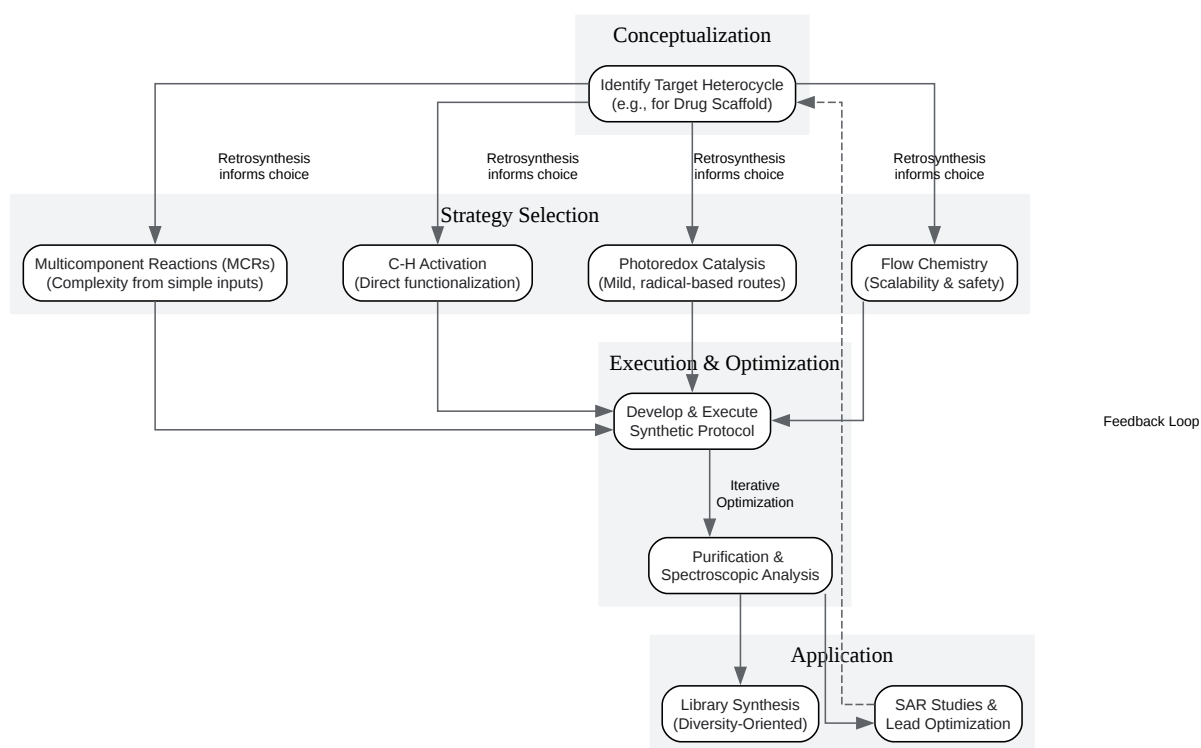 Conceptualization
Identify Target Heterocycle
(e.g., for Drug Scaffold)
Retrosynthesis
informs choice
Retrosynthesis
informs choice
Retrosynthesis
informs choice
Retrosynthesis
informs choice
Strategy Selection
Multicomponent Reactions (MCRs)
(Complexity from simple inputs)
C-H Activation
(Direct functionalization)
Photoredox Catalysis
(Mild, radical-based routes)
Flow Chemistry
(Scalability & safety)
Execution & Optimization
Develop & Execute
Synthetic Protocol
Feedback Loop
Iterative
Optimization
Purification &
Spectroscopic Analysis
Application
Library Synthesis
(Diversity-Oriented)
SAR Studies &
Lead Optimization